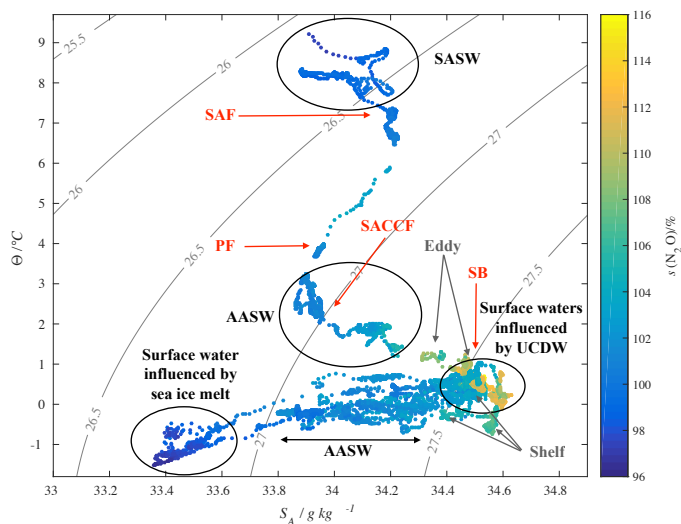 9
8
7
6
5
4
3
2
1
0
-1
Θ /°C
33
33.2
33.4
33.6
33.8
34
34.2
34.4
34.6
34.8
S_A / g kg ⁻¹
25.5
26
26
26.5
26.5
26.5
27
27
27
27.5
27.5
SASW
SAF
PF
SACCF
Eddy
SB
AASW
Surface waters
influenced
by UCDW
Surface water
influenced by
sea ice melt
AASW
Shelf
116
114
112
110
108
106
104
102
100
98
96
s (N₂O)/%